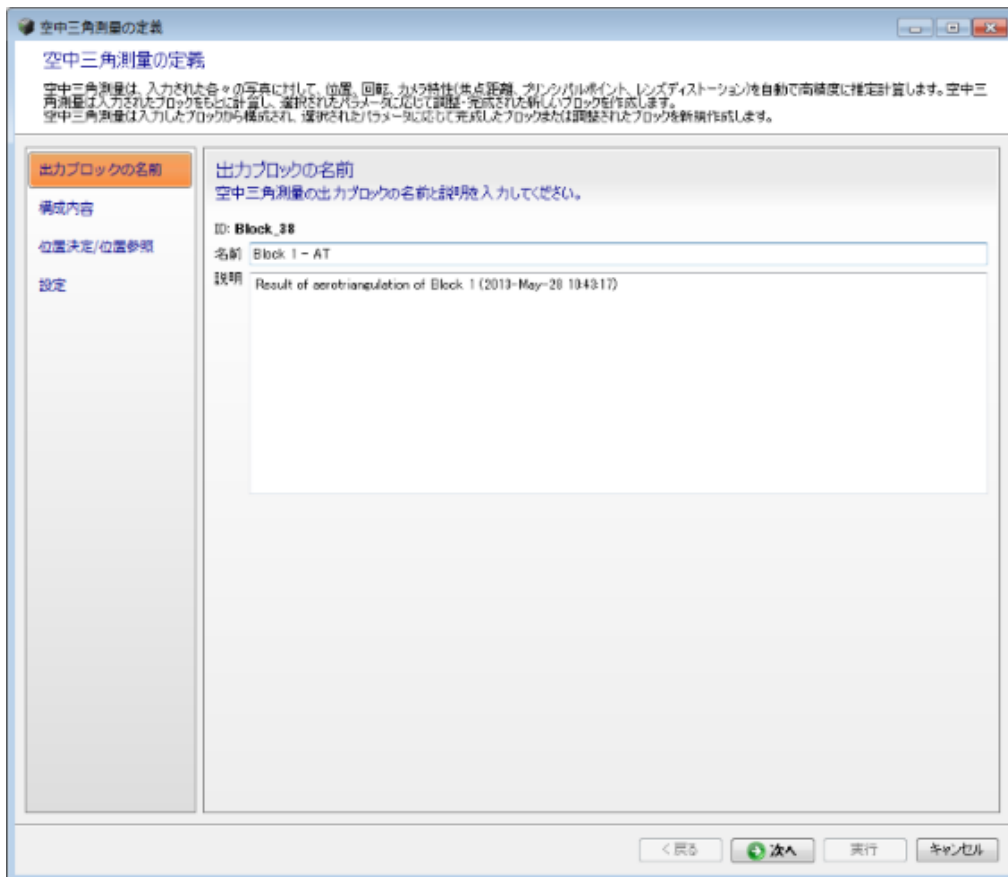 空中三角測量の定義
空中三角測量の定義
空中三角測量は、入力された各々の写真に対して、位置、回転、カメラ特性(焦点距離、プリンシパルポイント、レンズディストーション)を自動で高精度に推定計算します。空中三
角測量は入力されたブロックをもとに計算し、選択されたパラメータに応じて調整・完成された新しいブロックを作成します。
空中三角測量は入力したブロックから構成され、選択されたパラメータに応じて完成したブロックまたは調整されたブロックを新規作成します。
出力ブロックの名前
構成内容
位置決定/位置参照
設定
出力ブロックの名前
空中三角測量の出力ブロックの名前と説明を入力してください。
ID: Block_38
名前 Block 1 - AT
説明 Result of aerotriangulation of Block 1 (2013-May-28 10:43:17)
< 戻る
次へ
実行
キャンセル